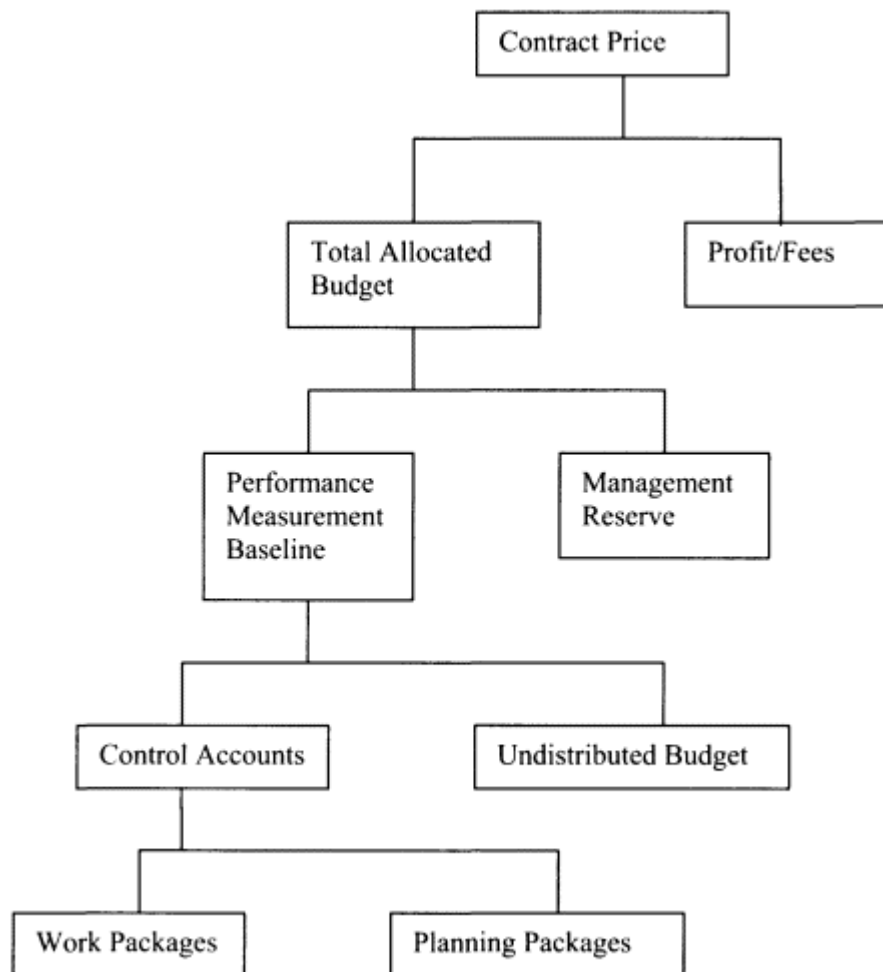 Contract Price
Total Allocated
Budget
Profit/Fees
Performance
Measurement
Baseline
Management
Reserve
Control Accounts
Undistributed Budget
Work Packages
Planning Packages